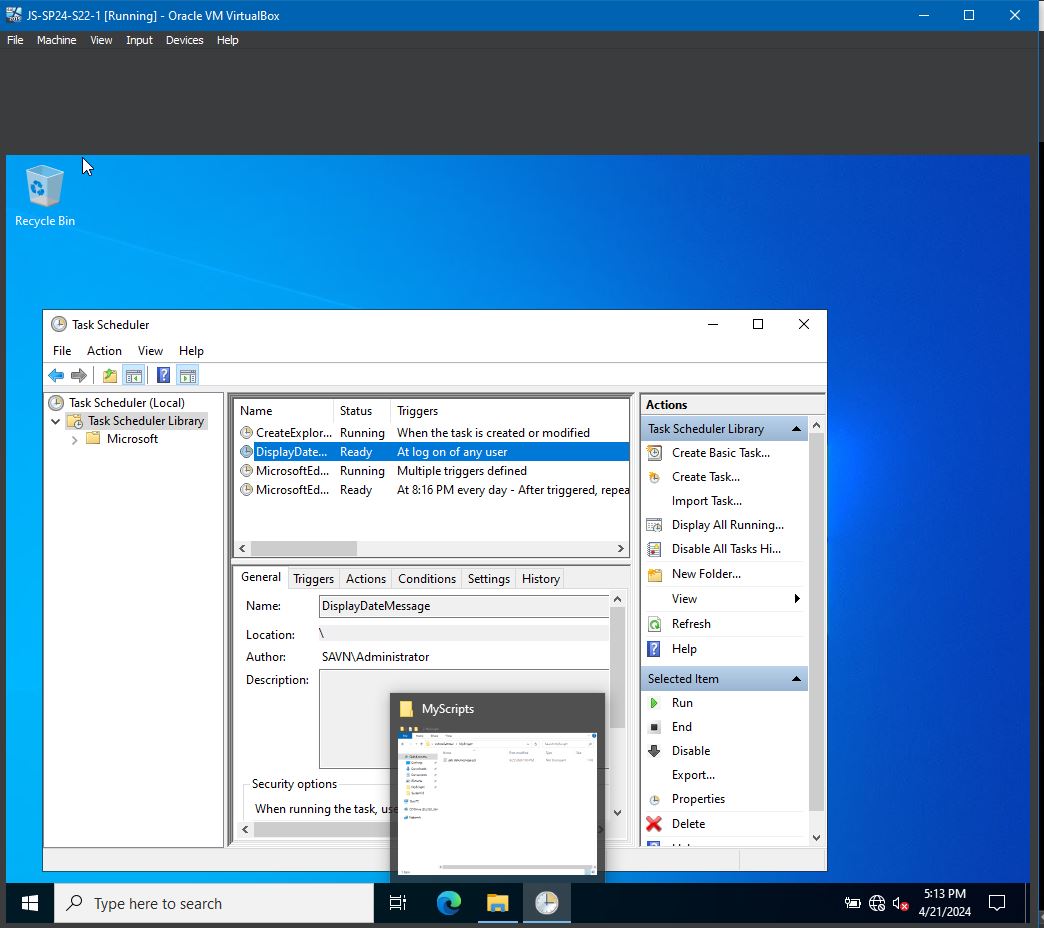 JS-SP24-S22-1 [Running] - Oracle VM VirtualBox
File Machine View Input Devices Help
Recycle Bin
Task Scheduler
File Action View Help
Task Scheduler (Local)
Task Scheduler Library
Microsoft
Name Status Triggers
CreateExplor... Running When the task is created or modified
DisplayDate... Ready At log on of any user
MicrosoftEd... Running Multiple triggers defined
MicrosoftEd... Ready At 8:16 PM every day - After triggered, repea
General Triggers Actions Conditions Settings History
Name: DisplayDateMessage
Location: \
Author: SAVN\Administrator
Description:
Security options
When running the task, use
Actions
Task Scheduler Library
Create Basic Task...
Create Task...
Import Task...
Display All Running...
Disable All Tasks Hi...
New Folder...
View
Refresh
Help
Selected Item
Run
End
Disable
Export...
Properties
Delete
MyScripts
Type here to search
5:13 PM
4/21/2024